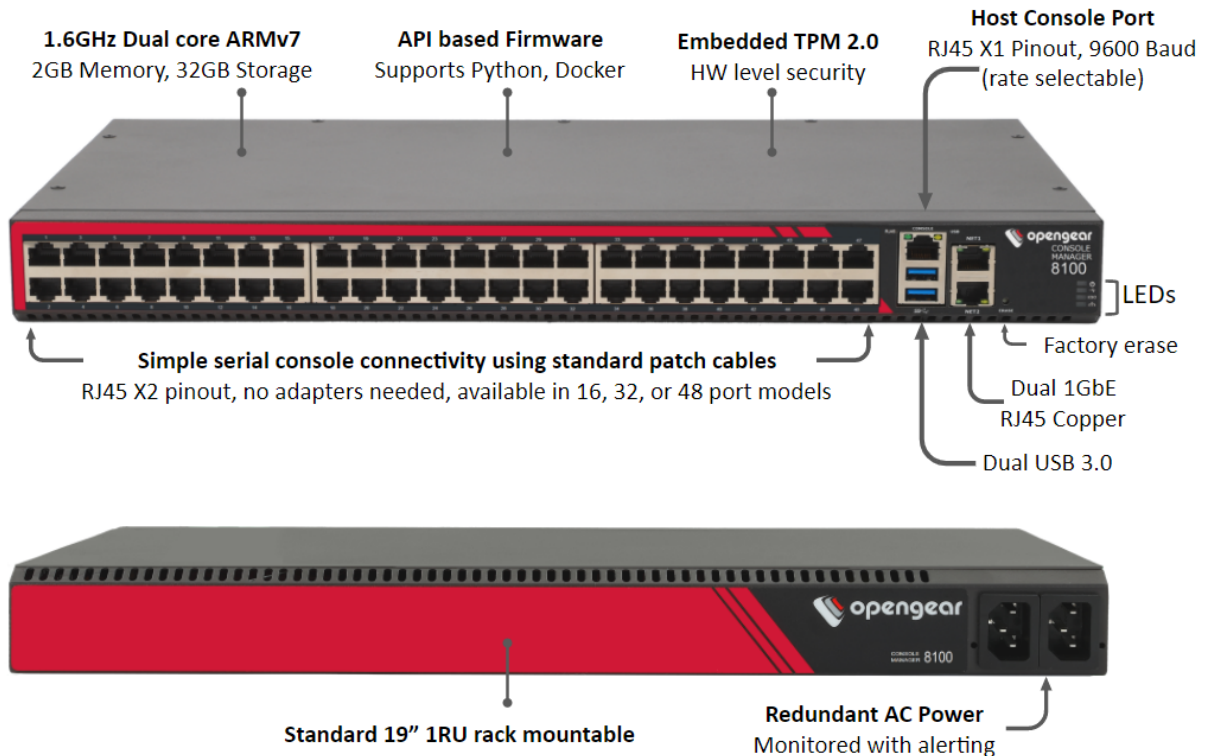 1.6GHz Dual core ARMv7
2GB Memory, 32GB Storage
API based Firmware
Supports Python, Docker
Embedded TPM 2.0
HW level security
Host Console Port
RJ45 X1 Pinout, 9600 Baud
(rate selectable)
CONSOLE
NET1
opengear
CONSOLE
MANAGER
8100
NET2
ERASE
LEDs
Factory erase
Simple serial console connectivity using standard patch cables
RJ45 X2 pinout, no adapters needed, available in 16, 32, or 48 port models
Dual 1GbE
RJ45 Copper
Dual USB 3.0
opengear
CONSOLE
MANAGER 8100
Standard 19” 1RU rack mountable
Redundant AC Power
Monitored with alerting